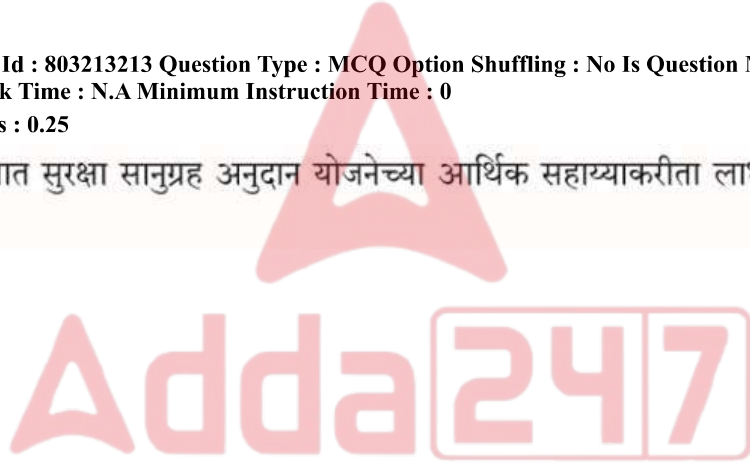 Id : 803213213 Question Type : MCQ Option Shuffling : No Is Question
k Time : N.A Minimum Instruction Time : 0
s : 0.25
सुरक्षा सानुग्रह अनुदान योजनेच्या आर्थिक सहाय्याकरीता
Adda247